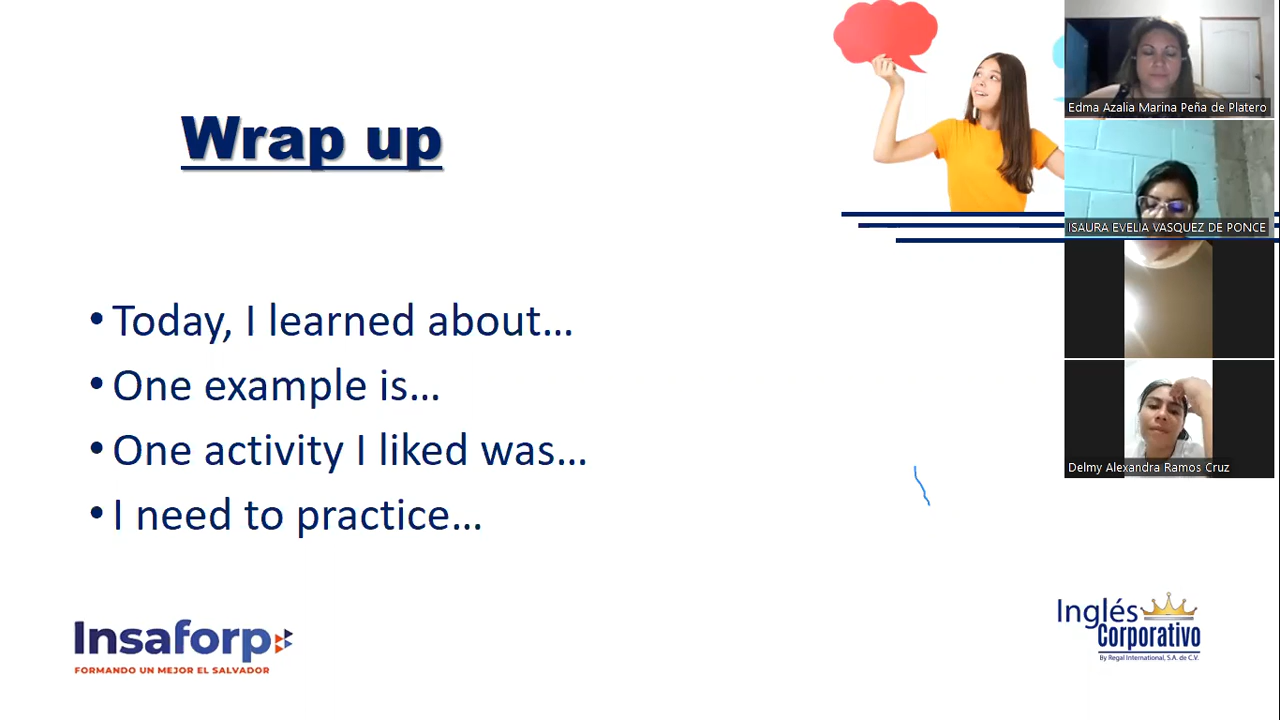 Wrap up
• Today, I learned about...
• One example is...
• One activity I liked was...
• I need to practice...
Insaforp
FORMANDO UN MEJOR EL SALVADOR
Inglés
Corporativo
By Regal International, S.A. de C.V.
Edma Azalia Marina Peña de Platero
ISAURA EVELIA VASQUEZ DE PONCE
Delmy Alexandra Ramos Cruz